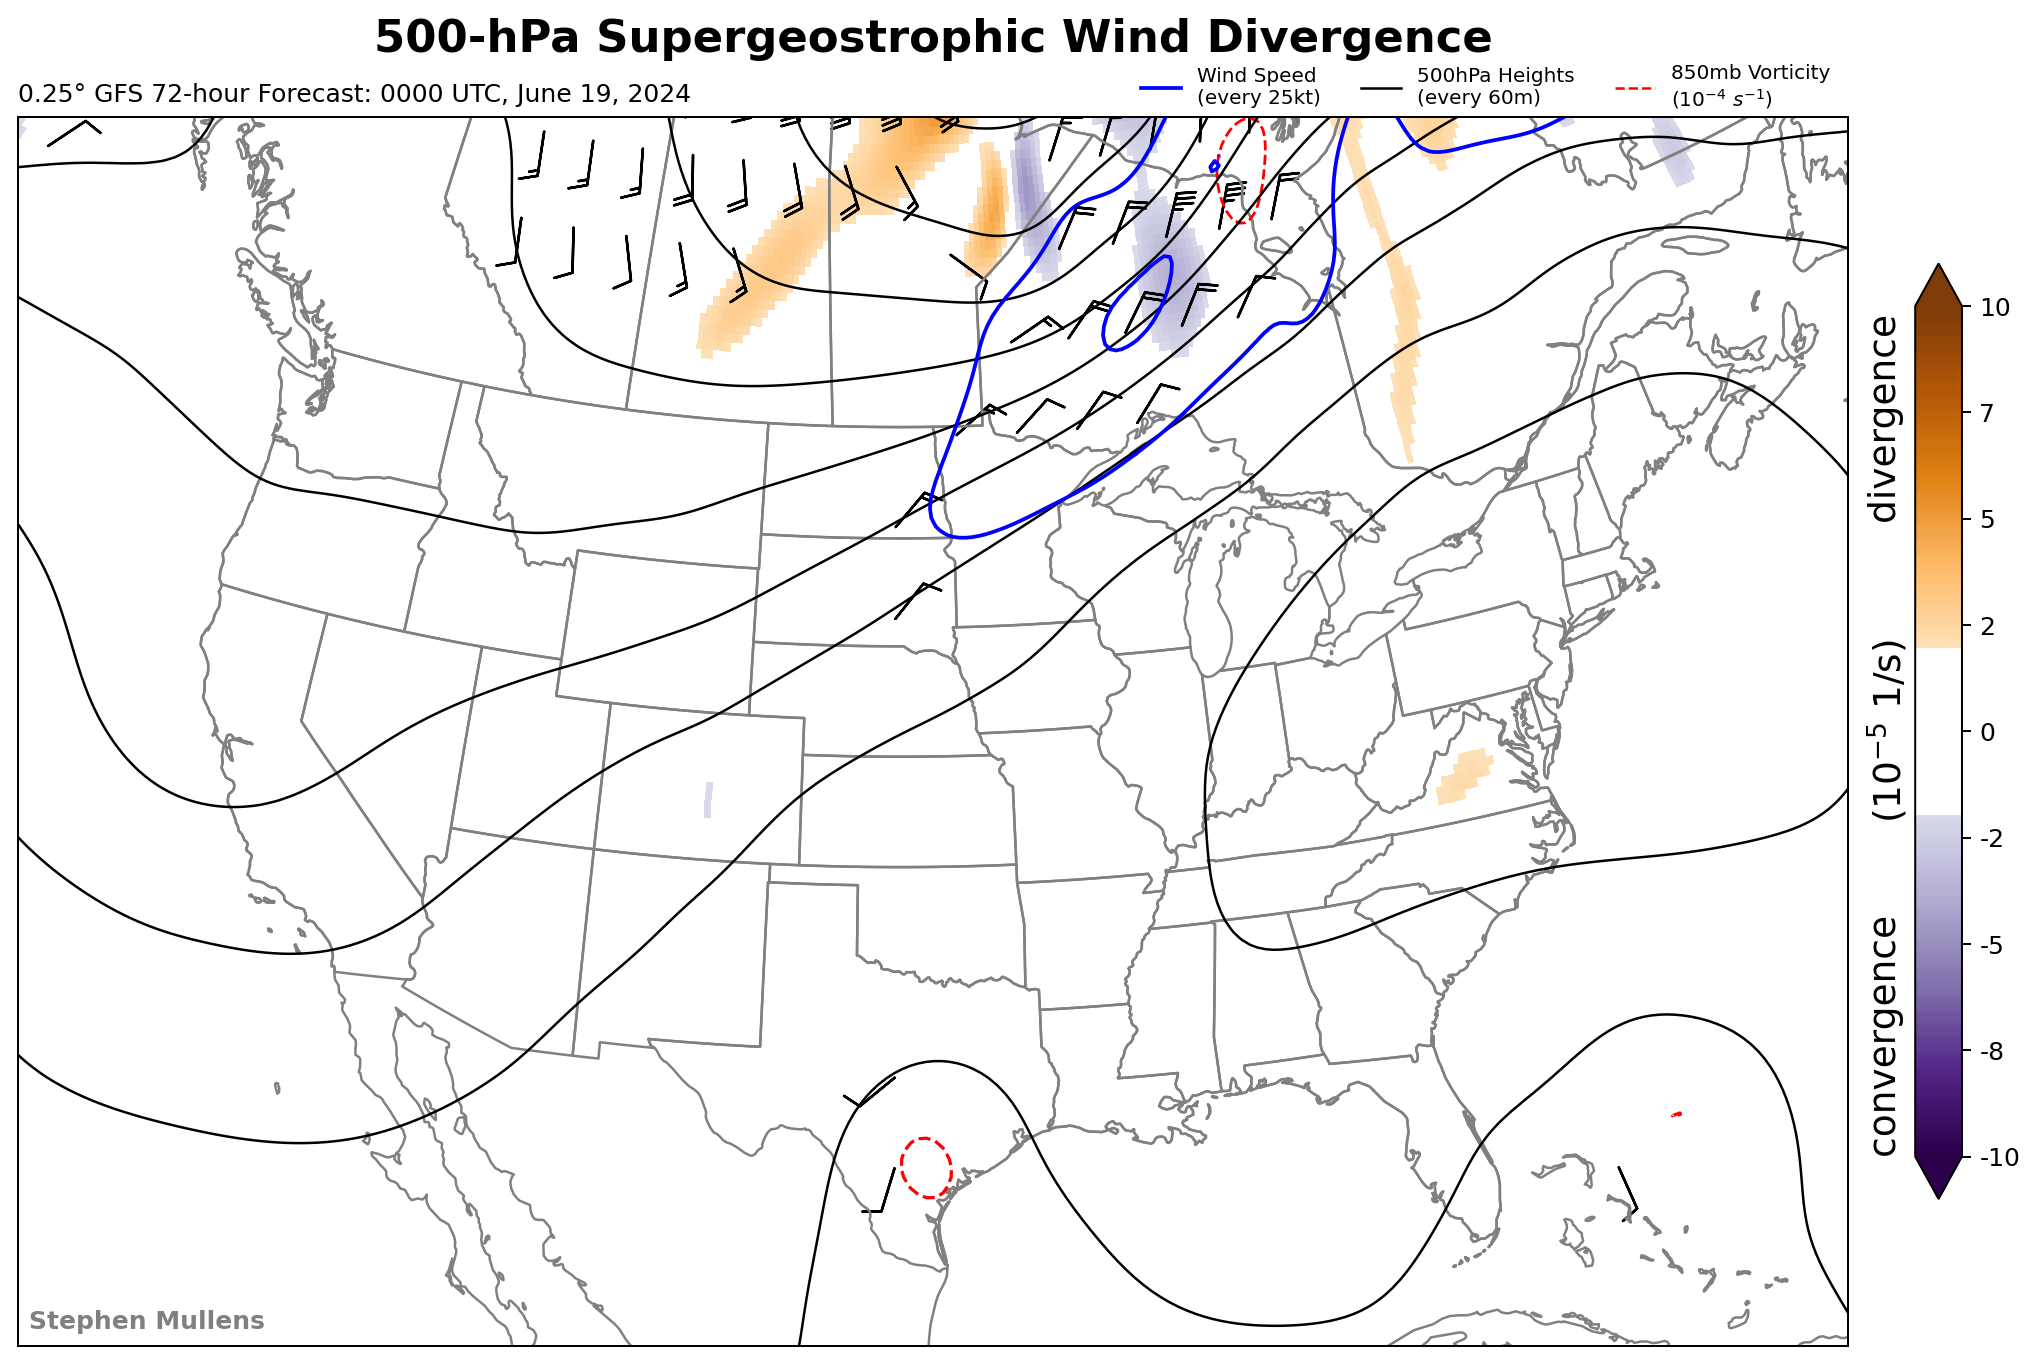 500-hPa Supergeostrophic Wind Divergence
0.25° GFS 72-hour Forecast: 0000 UTC, June 19, 2024
Wind Speed
(every 25kt)
500hPa Heights
(every 60m)
850mb Vorticity
(10⁻⁴ s⁻¹)
10
7
5
2
0
-2
-5
-8
-10
convergence (10⁻⁵ 1/s) divergence
Stephen Mullens